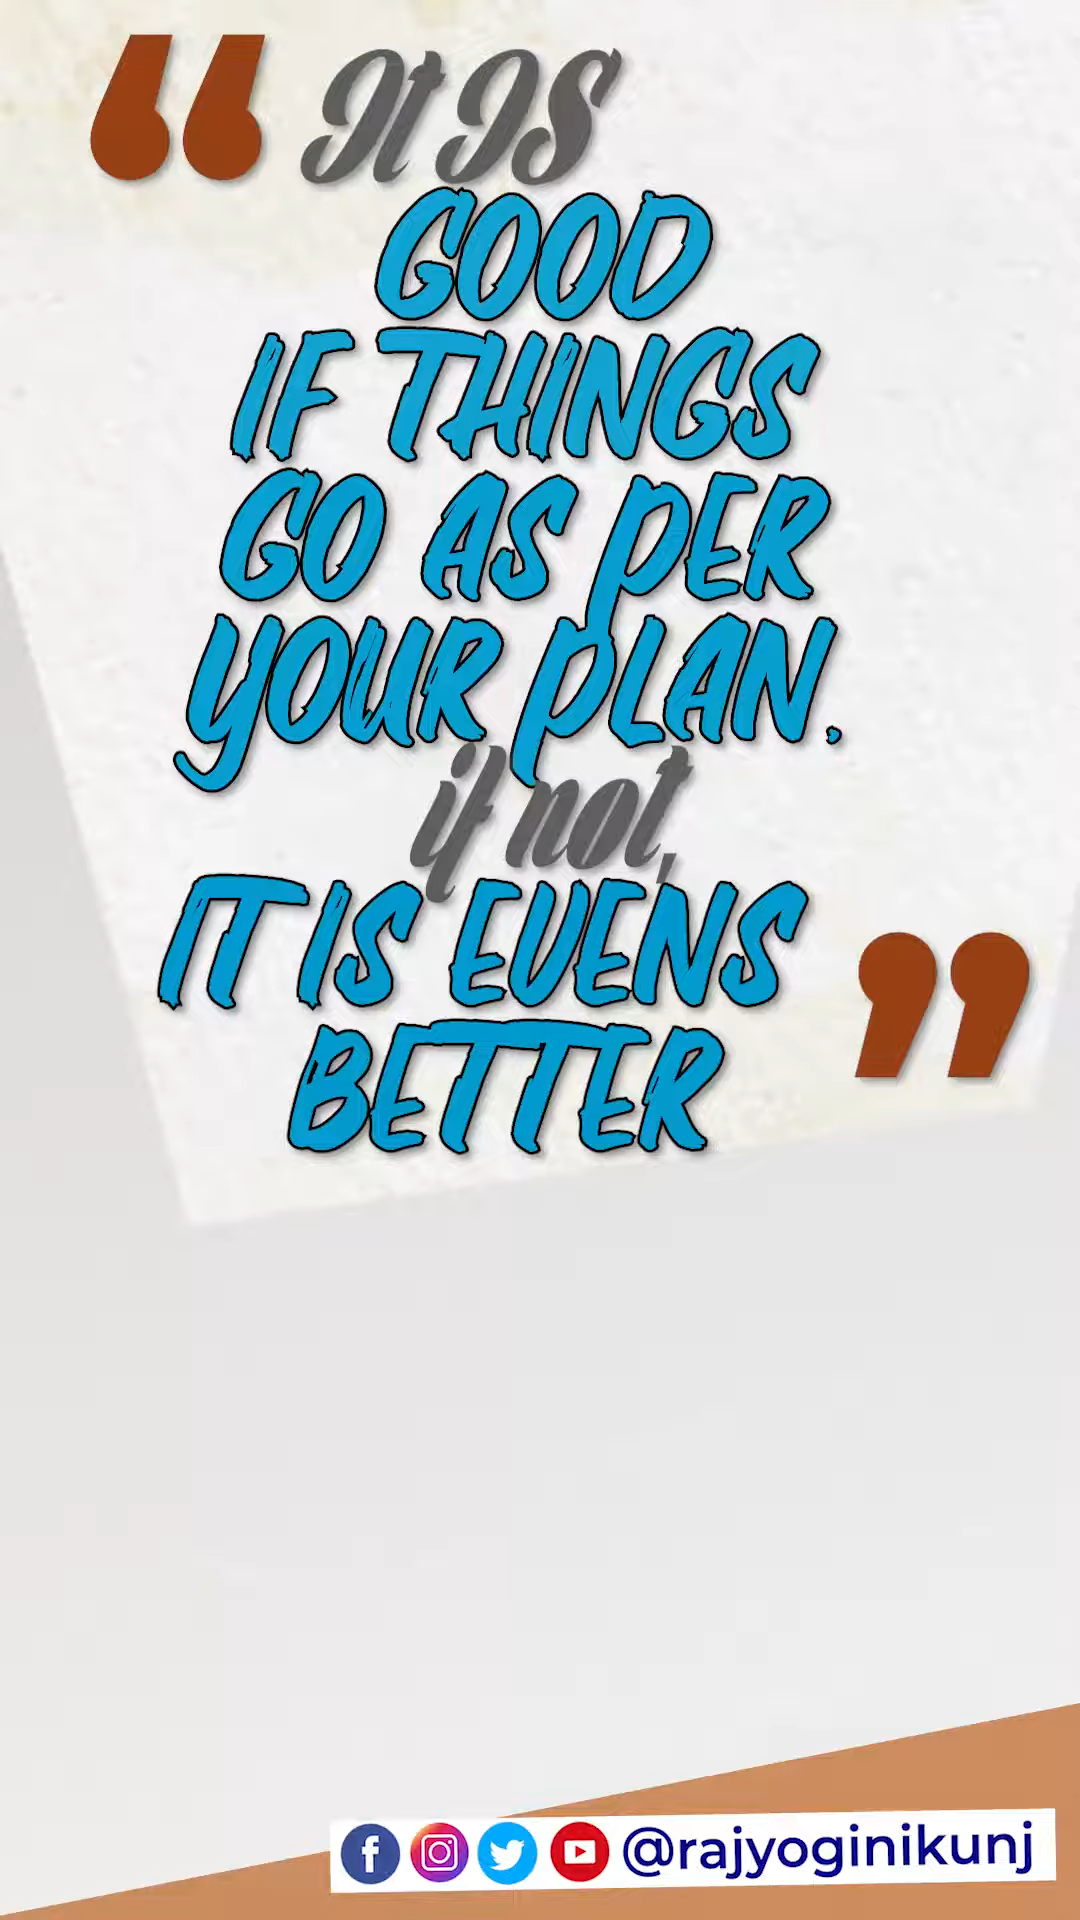 It IS
GOOD
IF THINGS
GO AS PER
YOUR PLAN.
if not,
IT IS EVENS
BETTER
@rajyoginikunj